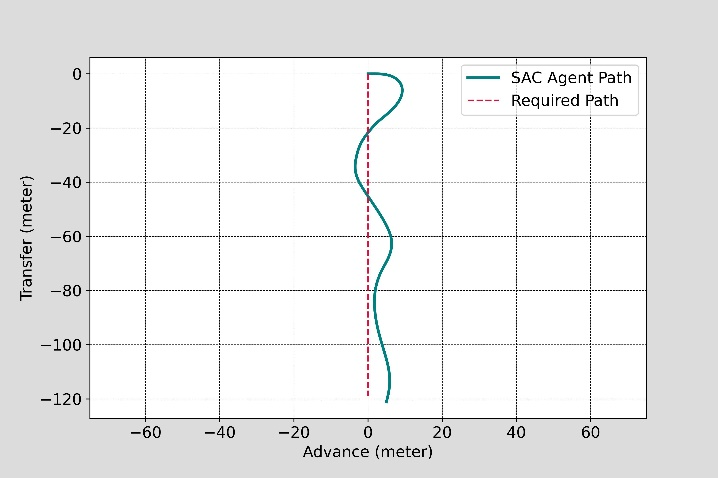 SAC Agent Path
Required Path
0
−20
−40
−60
−80
−100
−120
Transfer (meter)
−60 −40 −20 0 20 40 60
Advance (meter)